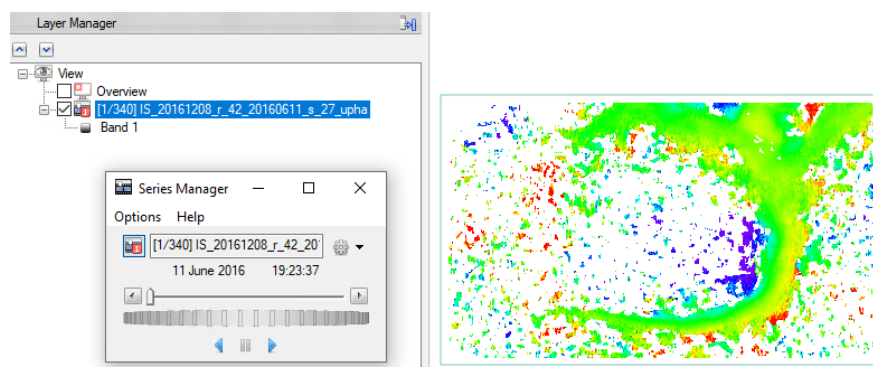 Layer Manager
View
Overview
[1/340] IS_20161208_r_42_20160611_s_27_upha
Band 1
Series Manager
Options Help
[1/340] IS_20161208_r_42_20
11 June 2016 19:23:37